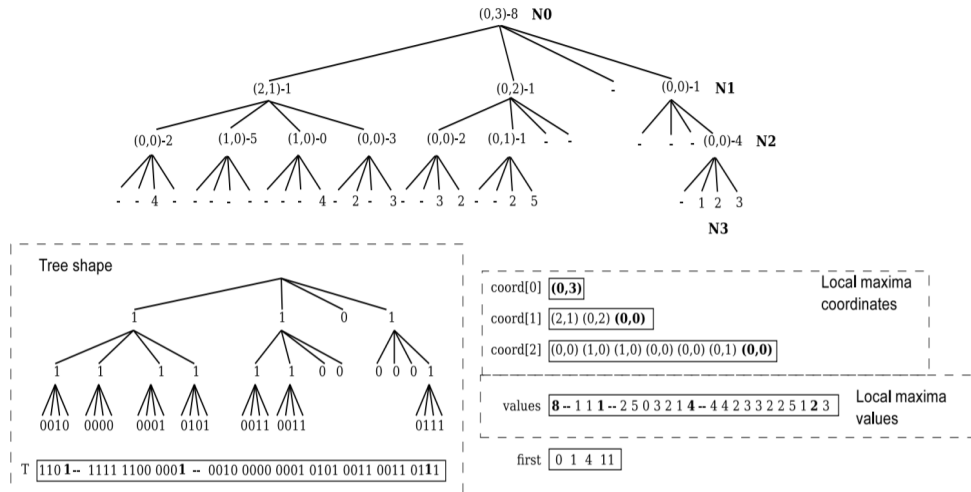 (0,3)-8 N0
(2,1)-1 (0,2)-1 - (0,0)-1 N1
(0,0)-2 (1,0)-5 (1,0)-0 (0,0)-3 (0,0)-2 (0,1)-1 - - - - - (0,0)-4 N2
- - 4 - - - - - - - - 4 - 2 - 3 - - 3 2 - - 2 5 - 1 2 3
N3
Tree shape
1 1 0 1
1 1 1 1 1 1 0 0 0 0 0 1
0010 0000 0001 0101 0011 0011 0111
T 1101-- 1111 1100 0001 -- 0010 0000 0001 0101 0011 0011 0111
coord[0] (0,3)
coord[1] (2,1) (0,2) (0,0)
coord[2] (0,0) (1,0) (1,0) (0,0) (0,0) (0,1) (0,0)
Local maxima
coordinates
values 8 -- 1 1 1 -- 2 5 0 3 2 1 4 -- 4 4 2 3 3 2 2 5 1 2 3
Local maxima
values
first 0 1 4 11